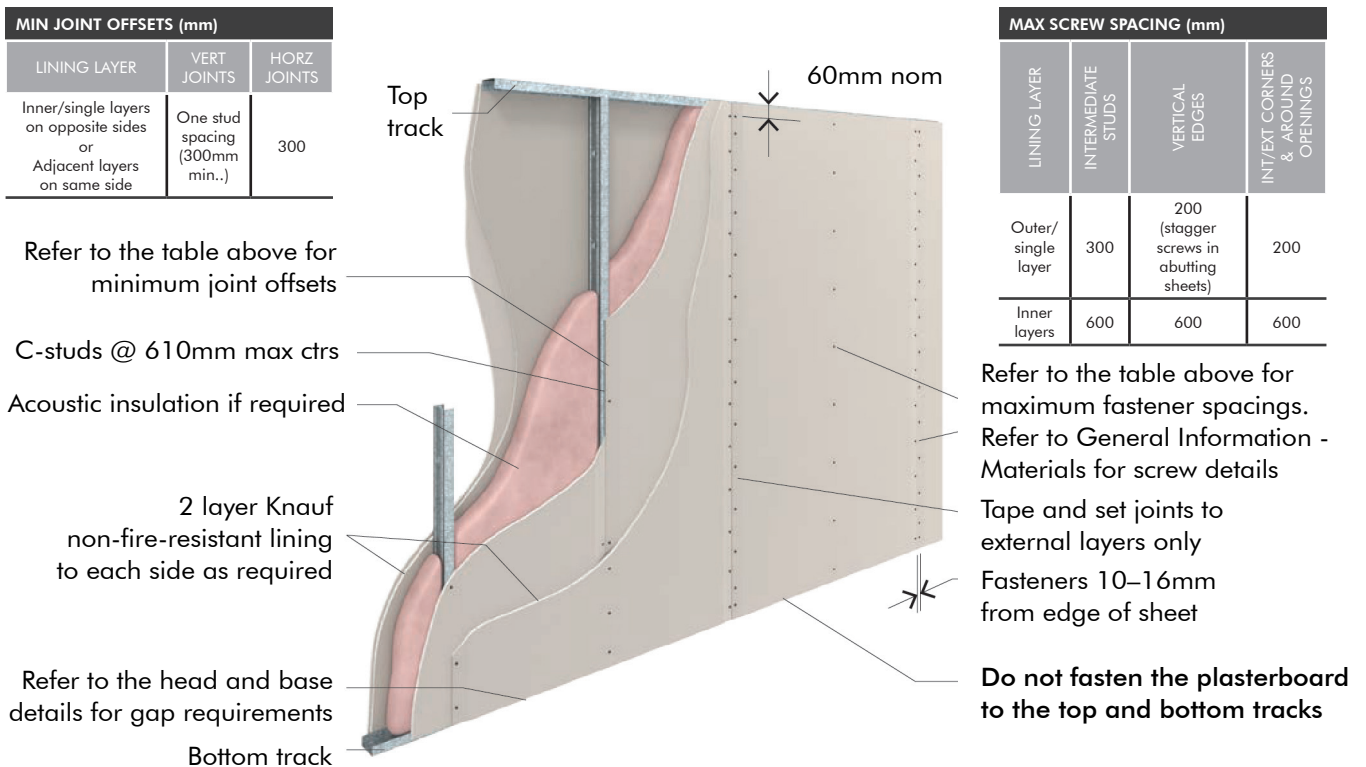 MIN JOINT OFFSETS (mm)
LINING LAYER
VERT
JOINTS
HORZ
JOINTS
Inner/single layers
on opposite sides
or
Adjacent layers
on same side
One stud
spacing
(300mm
min..)
300
Refer to the table above for
minimum joint offsets
C-studs @ 610mm max ctrs
Acoustic insulation if required
2 layer Knauf
non-fire-resistant lining
to each side as required
Refer to the head and base
details for gap requirements
Bottom track
Top
track
60mm nom
MAX SCREW SPACING (mm)
LINING LAYER
INTERMEDIATE
STUDS
VERTICAL
EDGES
INT/EXT CORNERS
& AROUND
OPENINGS
Outer/
single
layer
300
200
(stagger
screws in
abutting
sheets)
200
Inner
layers
600
600
600
Refer to the table above for
maximum fastener spacings.
Refer to General Information -
Materials for screw details
Tape and set joints to
external layers only
Fasteners 10–16mm
from edge of sheet
Do not fasten the plasterboard
to the top and bottom tracks